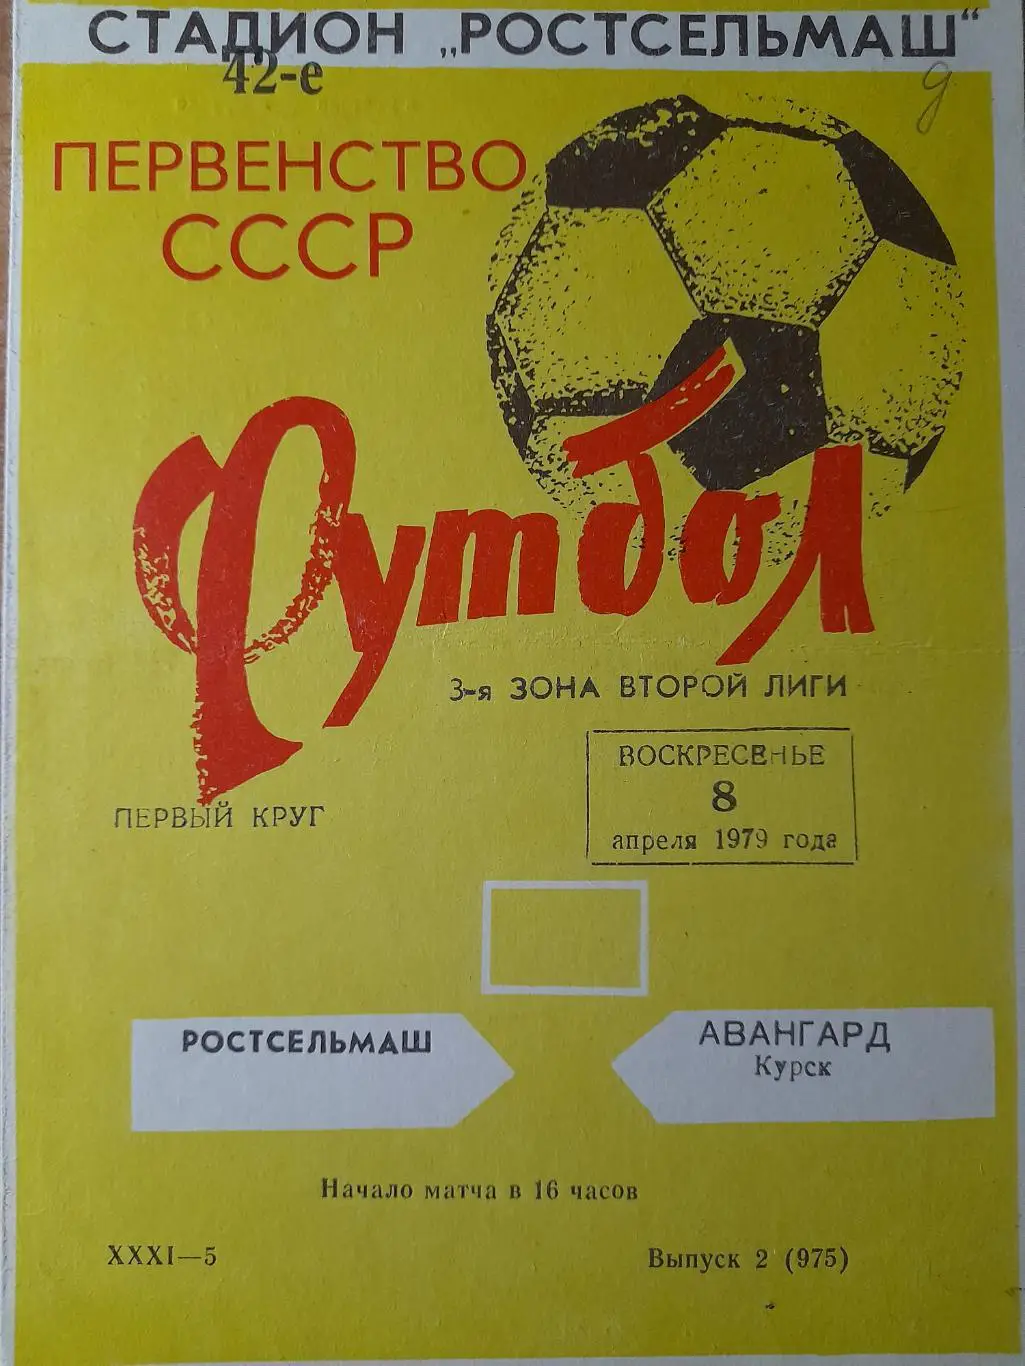 СТАДИОН „РОСТСЕЛЬМАШ“
42-е
ПЕРВЕНСТВО
СССР
Футбол
3-я ЗОНА ВТОРОЙ ЛИГИ
ВОСКРЕСЕНЬЕ
8
апреля 1979 года
ПЕРВЫЙ КРУГ
РОСТСЕЛЬМАШ
АВАНГАРД
Курск
Начало матча в 16 часов
XXXI—5
Выпуск 2 (975)